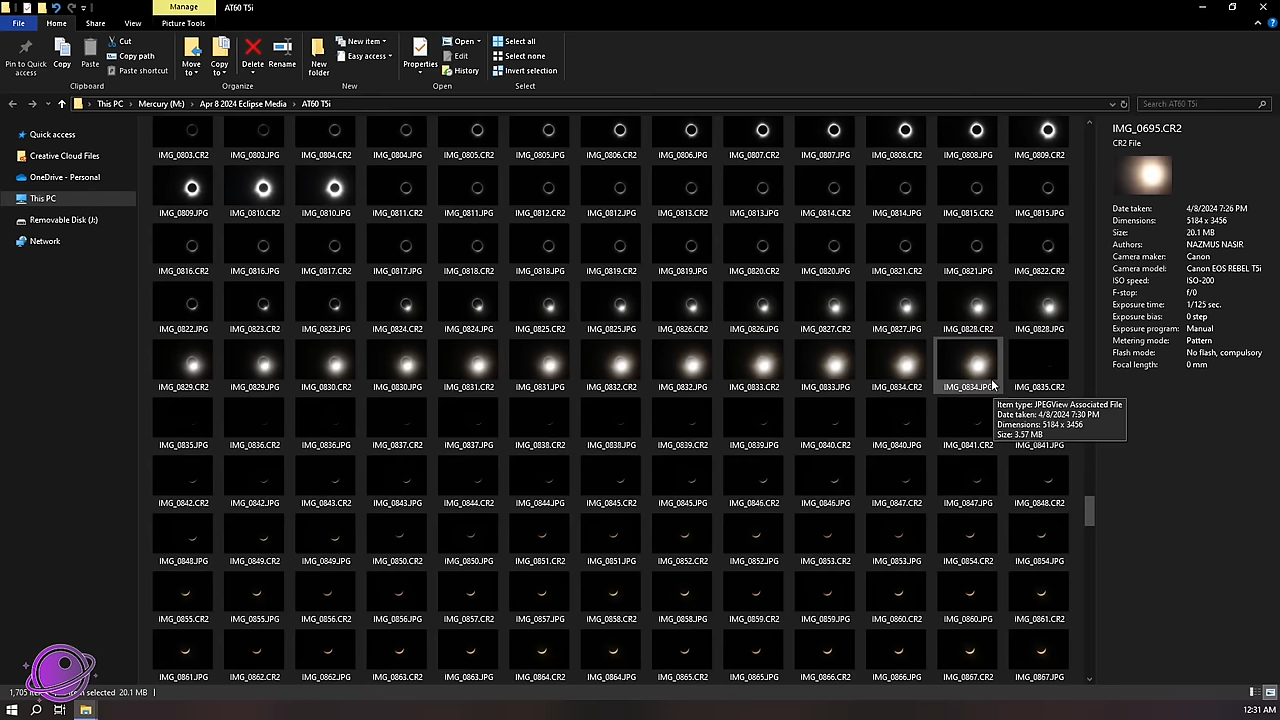 Manage
AT60 T5i
File
Home
Share
View
Picture Tools
Pin to Quick access
Copy
Paste
Cut
Copy path
Paste shortcut
Clipboard
Move to
Copy to
Delete
Rename
Organize
New folder
New item
Easy access
New
Properties
Open
Edit
History
Open
Select all
Select none
Invert selection
Select
This PC
Mercury (M:)
Apr 8 2024 Eclipse Media
AT60 T5i
Search AT60 T5i
Quick access
Creative Cloud Files
OneDrive - Personal
This PC
Removable Disk (J:)
Network
IMG_0803.CR2 IMG_0803.JPG IMG_0804.CR2 IMG_0804.JPG IMG_0805.CR2 IMG_0805.JPG IMG_0806.CR2 IMG_0806.JPG IMG_0807.CR2 IMG_0807.JPG IMG_0808.CR2 IMG_0808.JPG IMG_0809.CR2
IMG_0809.JPG IMG_0810.CR2 IMG_0810.JPG IMG_0811.CR2 IMG_0811.JPG IMG_0812.CR2 IMG_0812.JPG IMG_0813.CR2 IMG_0813.JPG IMG_0814.CR2 IMG_0814.JPG IMG_0815.CR2 IMG_0815.JPG
IMG_0816.CR2 IMG_0816.JPG IMG_0817.CR2 IMG_0817.JPG IMG_0818.CR2 IMG_0818.JPG IMG_0819.CR2 IMG_0819.JPG IMG_0820.CR2 IMG_0820.JPG IMG_0821.CR2 IMG_0821.JPG IMG_0822.CR2
IMG_0822.JPG IMG_0823.CR2 IMG_0823.JPG IMG_0824.CR2 IMG_0824.JPG IMG_0825.CR2 IMG_0825.JPG IMG_0826.CR2 IMG_0826.JPG IMG_0827.CR2 IMG_0827.JPG IMG_0828.CR2 IMG_0828.JPG
IMG_0829.CR2 IMG_0829.JPG IMG_0830.CR2 IMG_0830.JPG IMG_0831.CR2 IMG_0831.JPG IMG_0832.CR2 IMG_0832.JPG IMG_0833.CR2 IMG_0833.JPG IMG_0834.CR2 IMG_0834.JPG IMG_0835.CR2
IMG_0835.JPG IMG_0836.CR2 IMG_0836.JPG IMG_0837.CR2 IMG_0837.JPG IMG_0838.CR2 IMG_0838.JPG IMG_0839.CR2 IMG_0839.JPG IMG_0840.CR2 IMG_0840.JPG IMG_0841.CR2 IMG_0841.JPG
IMG_0842.CR2 IMG_0842.JPG IMG_0843.CR2 IMG_0843.JPG IMG_0844.CR2 IMG_0844.JPG IMG_0845.CR2 IMG_0845.JPG IMG_0846.CR2 IMG_0846.JPG IMG_0847.CR2 IMG_0847.JPG IMG_0848.CR2
IMG_0848.JPG IMG_0849.CR2 IMG_0849.JPG IMG_0850.CR2 IMG_0850.JPG IMG_0851.CR2 IMG_0851.JPG IMG_0852.CR2 IMG_0852.JPG IMG_0853.CR2 IMG_0853.JPG IMG_0854.CR2 IMG_0854.JPG
IMG_0855.CR2 IMG_0855.JPG IMG_0856.CR2 IMG_0856.JPG IMG_0857.CR2 IMG_0857.JPG IMG_0858.CR2 IMG_0858.JPG IMG_0859.CR2 IMG_0859.JPG IMG_0860.CR2 IMG_0860.JPG IMG_0861.CR2
IMG_0861.JPG IMG_0862.CR2 IMG_0862.JPG IMG_0863.CR2 IMG_0863.JPG IMG_0864.CR2 IMG_0864.JPG IMG_0865.CR2 IMG_0865.JPG IMG_0866.CR2 IMG_0866.JPG IMG_0867.CR2 IMG_0867.JPG
Item type: JPEGView Associated File
Date taken: 4/8/2024 7:30 PM
Dimensions: 5184 x 3456
Size: 3.57 MB
IMG_0695.CR2
CR2 File
Date taken: 4/8/2024 7:26 PM
Dimensions: 5184 x 3456
Size: 20.1 MB
Authors: NAZMUS NASIR
Camera maker: Canon
Camera model: Canon EOS REBEL T5i
ISO speed: ISO-200
F-stop: f/0
Exposure time: 1/125 sec.
Exposure bias: 0 step
Exposure program: Manual
Metering mode: Pattern
Flash mode: No flash, compulsory
Focal length: 0 mm
1,705 selected 20.1 MB
12:31 AM